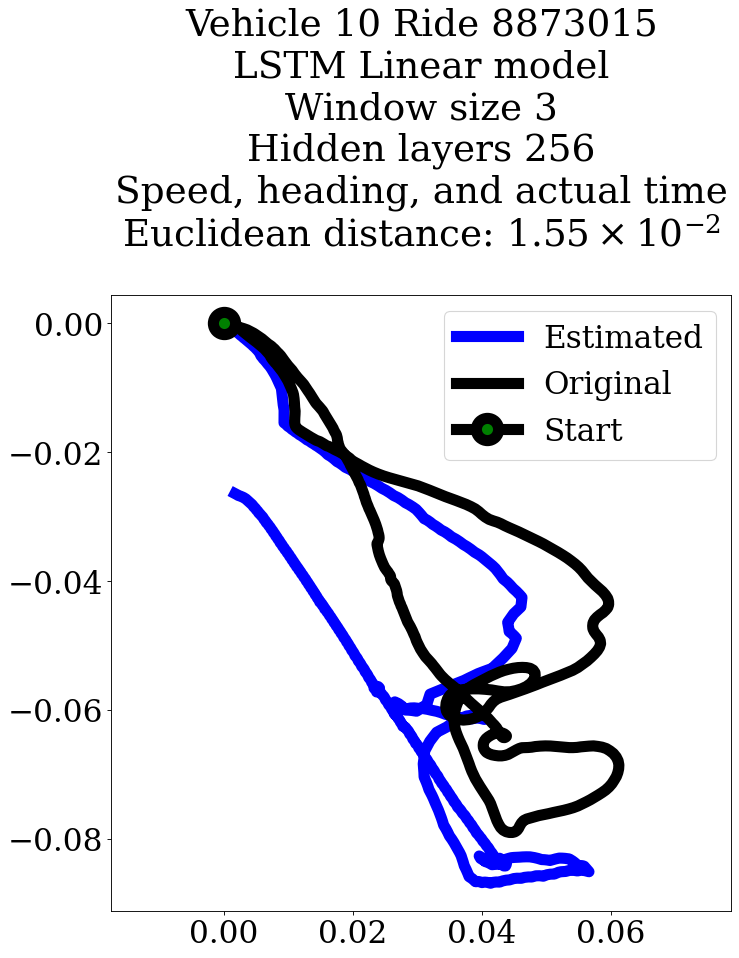 Vehicle 10 Ride 8873015
LSTM Linear model
Window size 3
Hidden layers 256
Speed, heading, and actual time
Euclidean distance: 1.55 × 10⁻²
Estimated
Original
Start
0.00
−0.02
−0.04
−0.06
−0.08
0.00 0.02 0.04 0.06